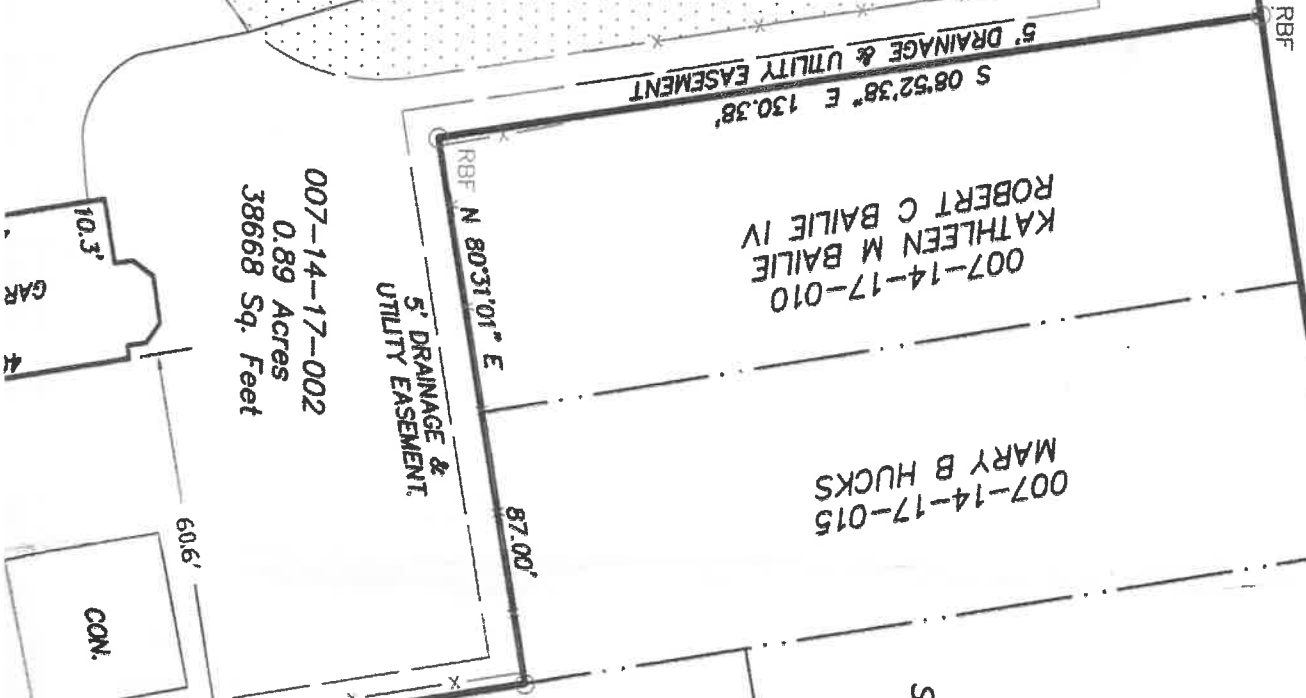 RBF
5' DRAINAGE & UTILITY EASEMENT
S 08°52'38" E 130.38'
007-14-17-010
KATHLEEN M BAILIE
ROBERT C BAILIE IV
007-14-17-015
MARY B HUCKS
RBF
N 80°31'01" E
87.00'
5' DRAINAGE &
UTILITY EASEMENT
007-14-17-002
0.89 Acres
38668 Sq. Feet
10.3'
GAR
60.6'
CON.